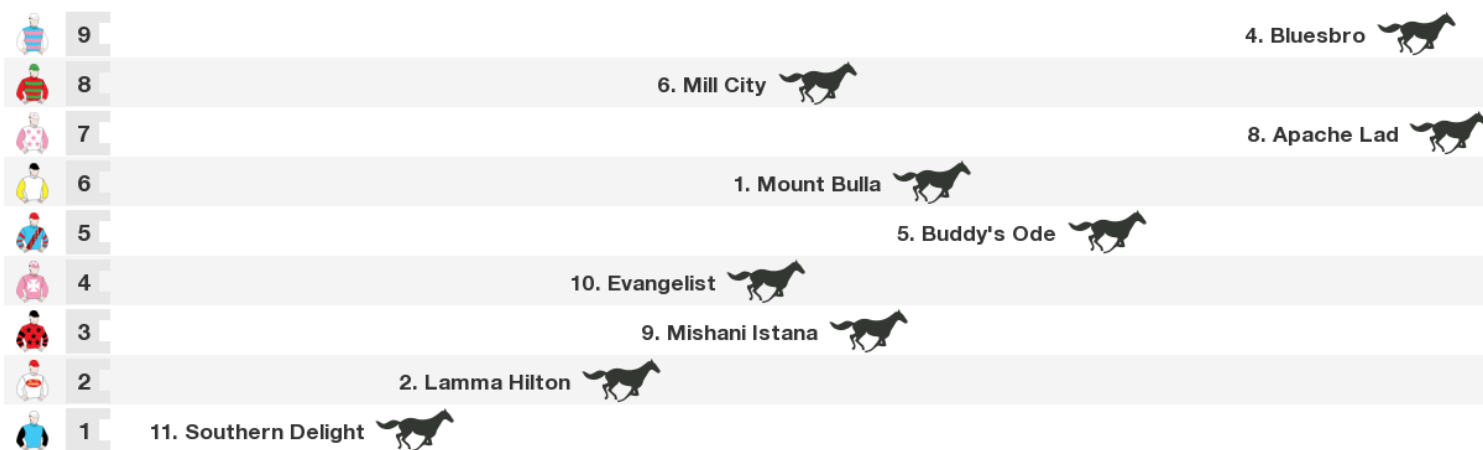 9 4. Bluesbro
8 6. Mill City
7 8. Apache Lad
6 1. Mount Bulla
5 5. Buddy's Ode
4 10. Evangelist
3 9. Mishani Istana
2 2. Lamma Hilton
1 11. Southern Delight